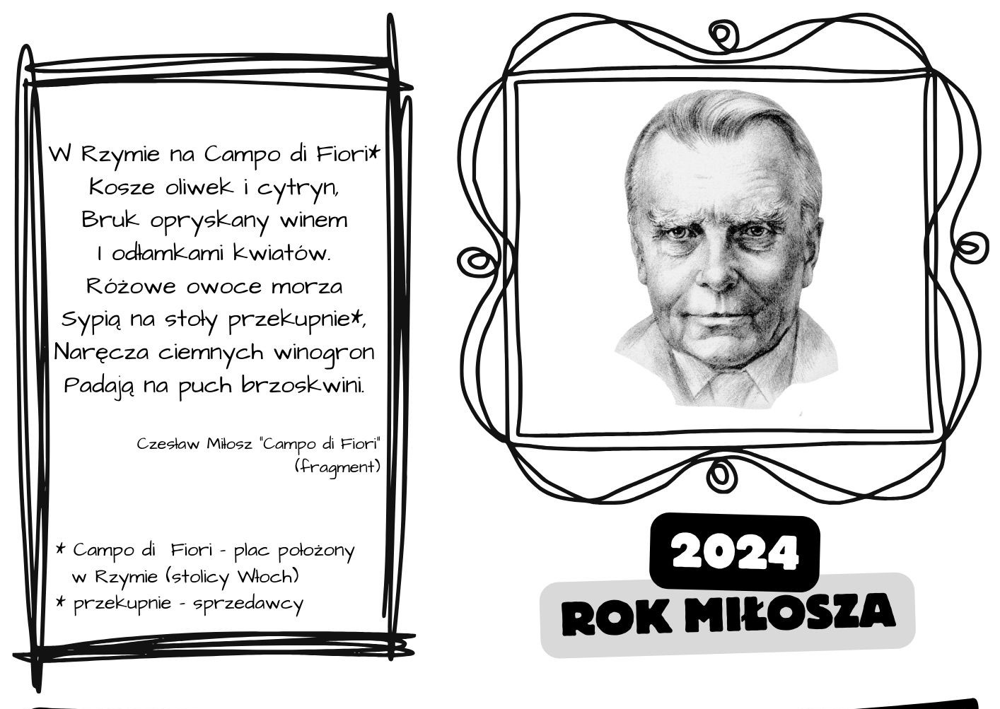 W Rzymie na Campo di Fiori*
Kosze oliwek i cytryn,
Bruk opryskany winem
I odłamkami kwiatów.
Różowe owoce morza
Sypią na stoły przekupnie*,
Naręcza ciemnych winogron
Padają na puch brzoskwini.
Czesław Miłosz "Campo di Fiori"
(fragment)
* Campo di Fiori - plac położony
w Rzymie (stolicy Włoch)
* przekupnie - sprzedawcy
2024
ROK MIŁOSZA